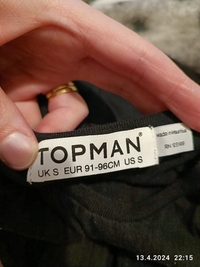 TOPMAN®
UK S EUR 91-96CM US S
13.4.2024 22:15